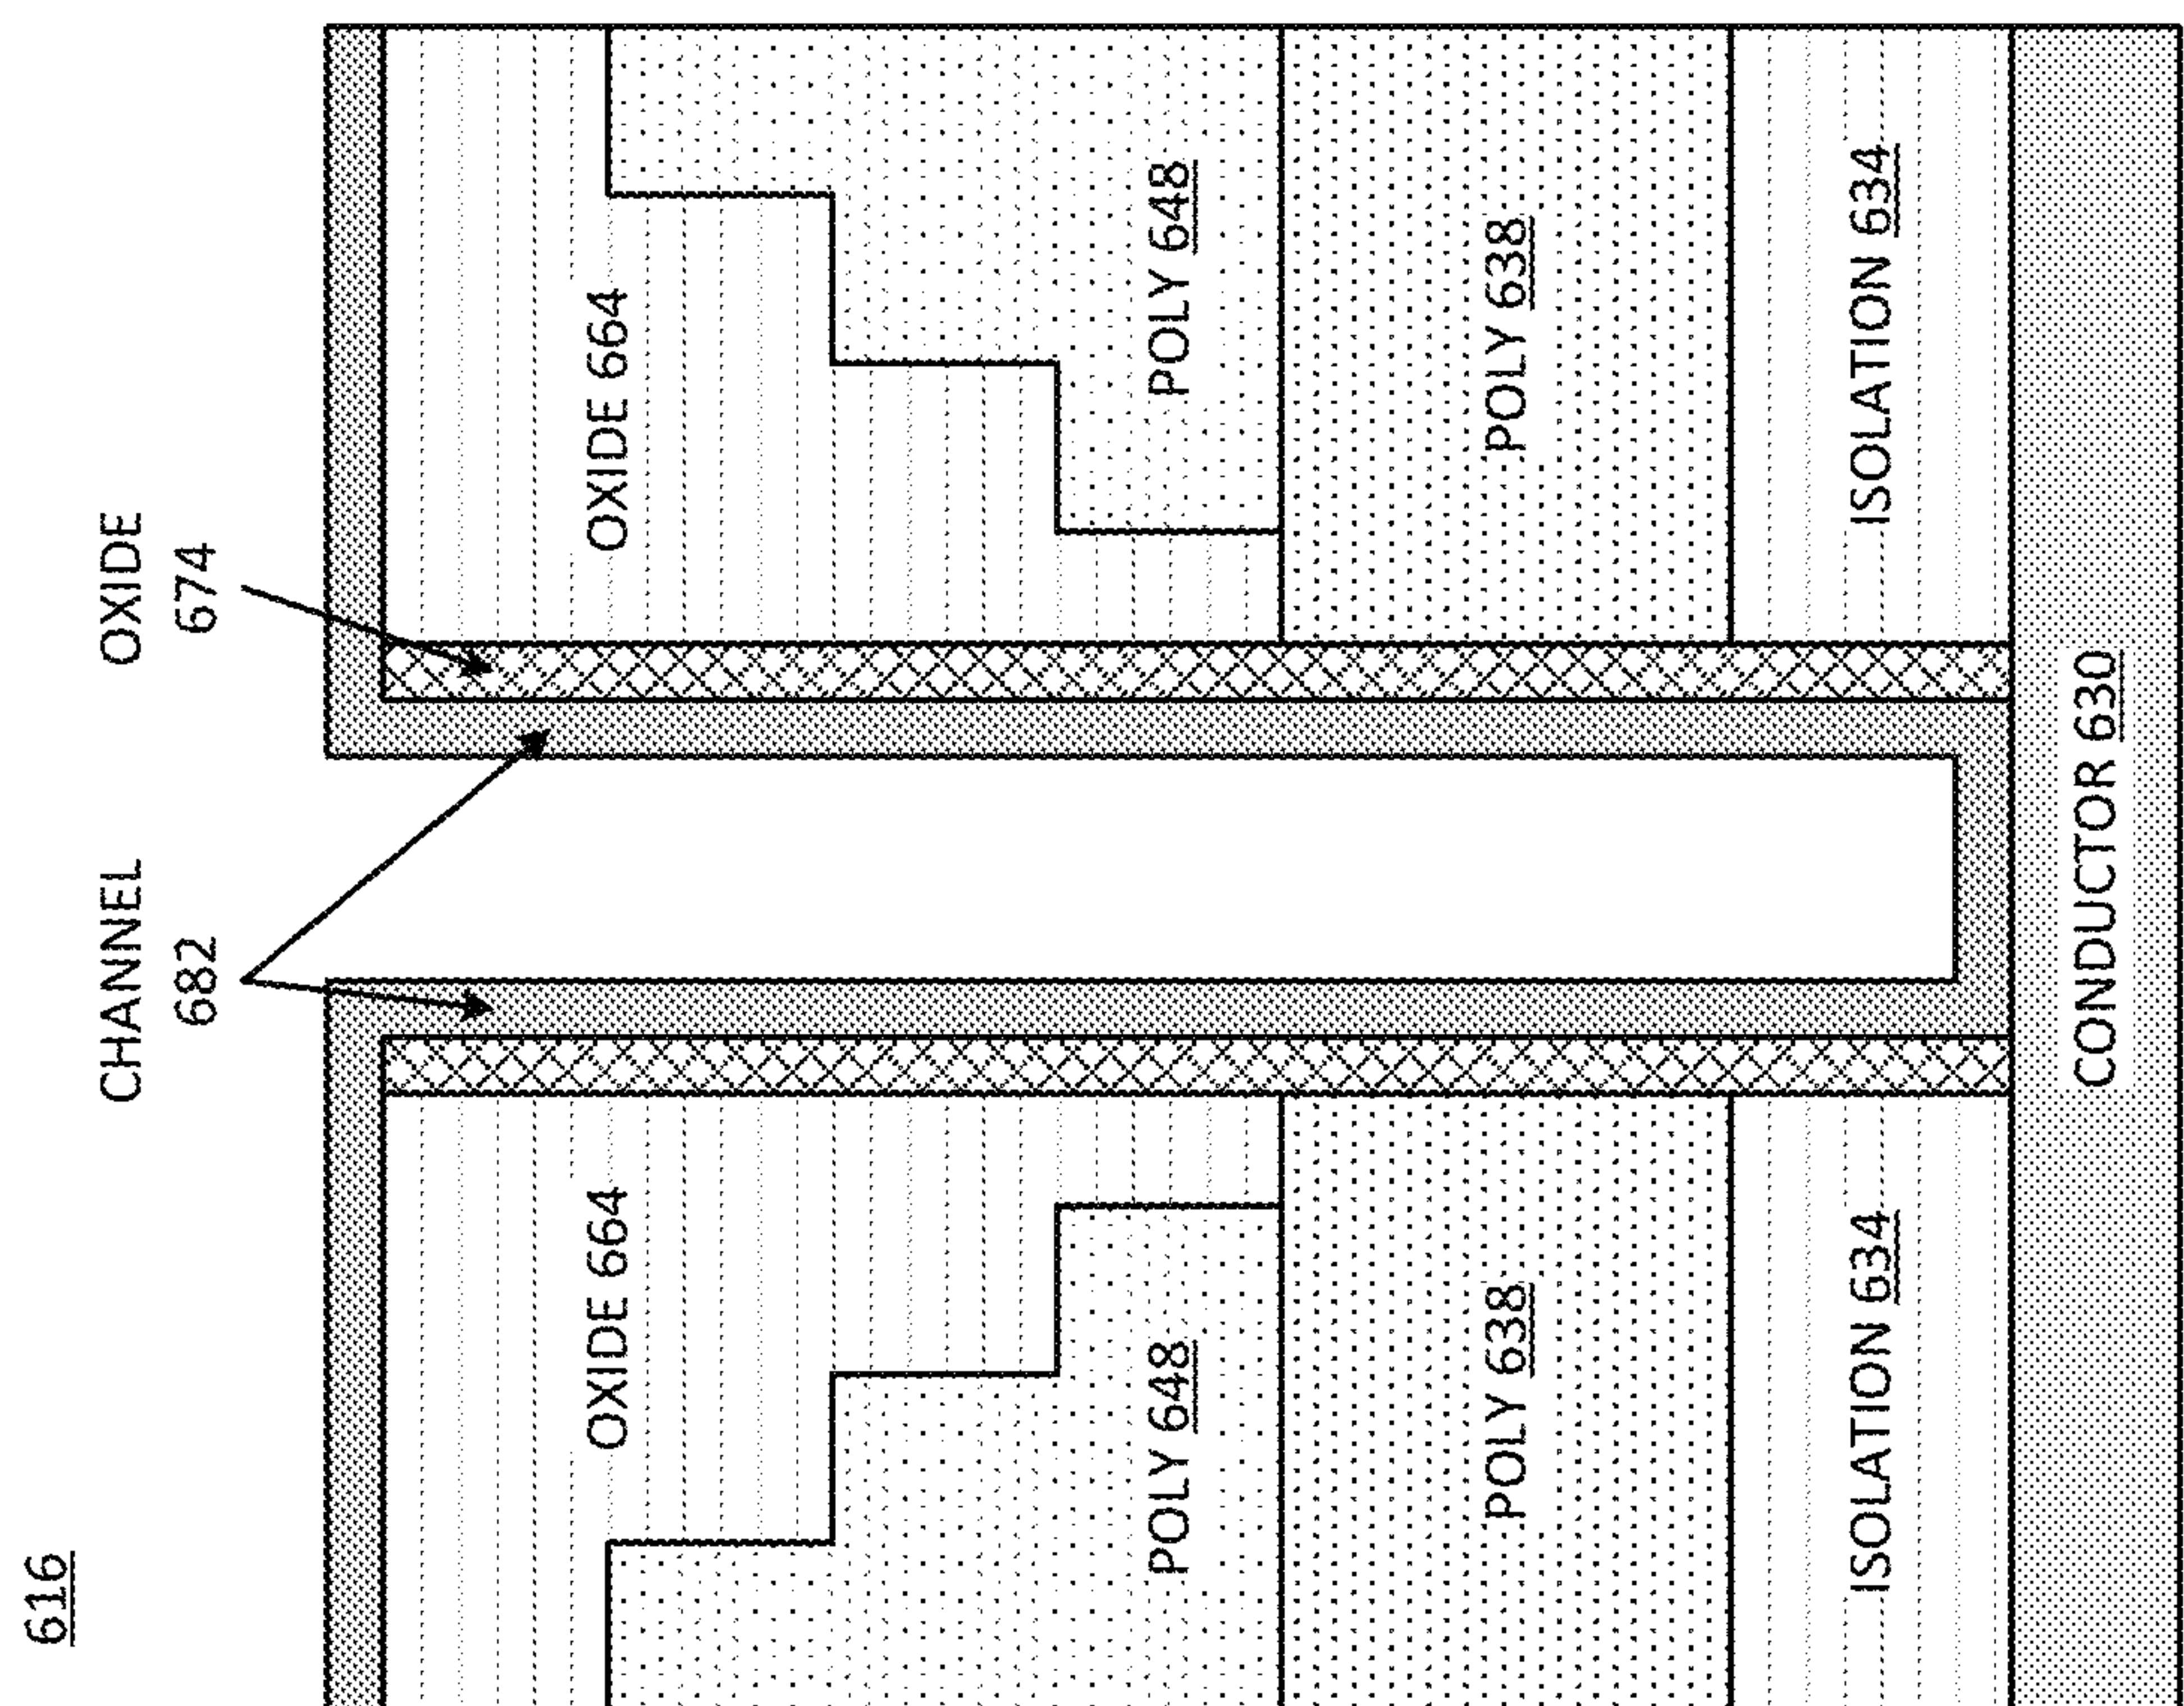 616
CHANNEL
682
OXIDE
674
OXIDE 664
OXIDE 664
POLY 648
POLY 648
POLY 638
POLY 638
ISOLATION 634
ISOLATION 634
CONDUCTOR 630